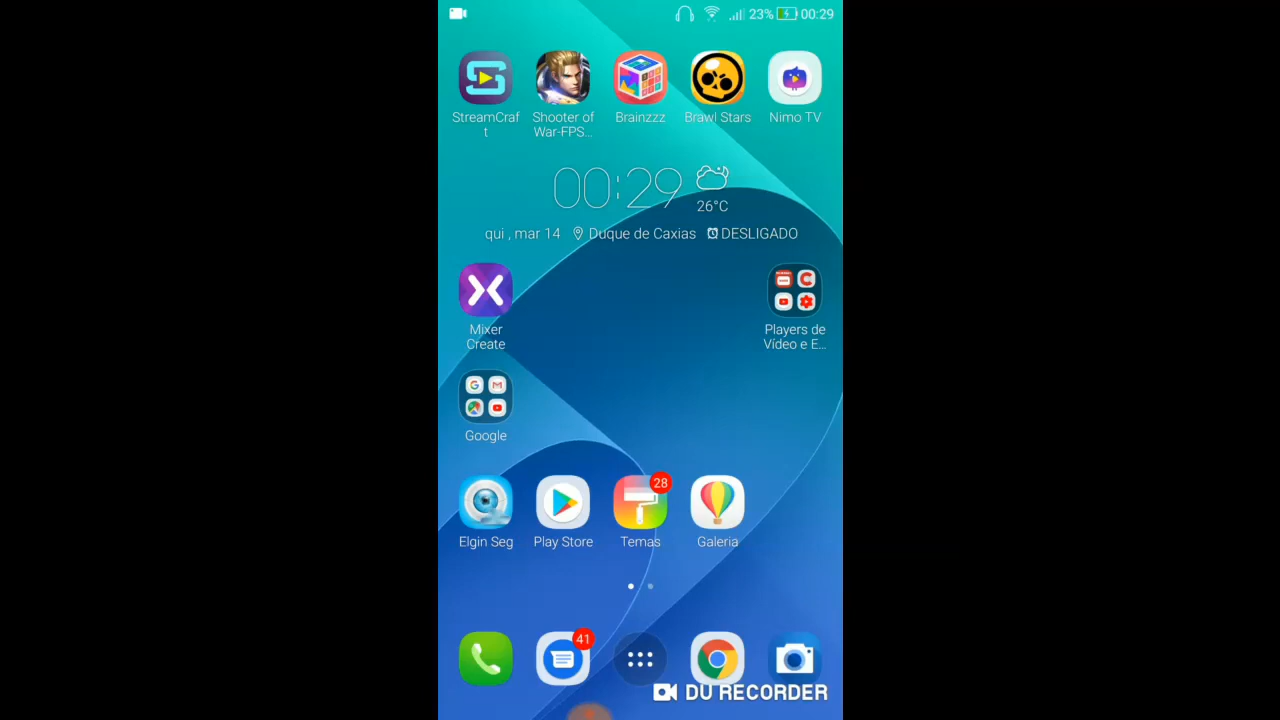 23% 00:29
StreamCraf
t
Shooter of
War-FPS...
Brainzzz
Brawl Stars
Nimo TV
00:29
26°C
qui , mar 14 Duque de Caxias DESLIGADO
Mixer
Create
Players de
Vídeo e E...
Google
28
Elgin Seg
Play Store
Temas
Galeria
41
DU RECORDER